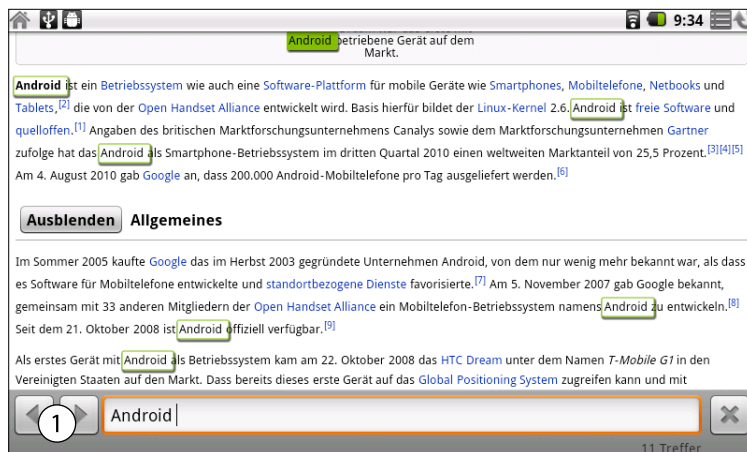 9:34
Android betriebene Gerät auf dem
Markt.
Android ist ein Betriebssystem wie auch eine Software-Plattform für mobile Geräte wie Smartphones, Mobiltelefone, Netbooks und
Tablets,[2] die von der Open Handset Alliance entwickelt wird. Basis hierfür bildet der Linux-Kernel 2.6. Android ist freie Software und
quelloffen.[1] Angaben des britischen Marktforschungsunternehmens Canalys sowie dem Marktforschungsunternehmen Gartner
zufolge hat das Android als Smartphone-Betriebssystem im dritten Quartal 2010 einen weltweiten Marktanteil von 25,5 Prozent.[3][4][5]
Am 4. August 2010 gab Google an, dass 200.000 Android-Mobiltelefone pro Tag ausgeliefert werden.[6]
Ausblenden Allgemeines
Im Sommer 2005 kaufte Google das im Herbst 2003 gegründete Unternehmen Android, von dem nur wenig mehr bekannt war, als dass
es Software für Mobiltelefone entwickelte und standortbezogene Dienste favorisierte.[7] Am 5. November 2007 gab Google bekannt,
gemeinsam mit 33 anderen Mitgliedern der Open Handset Alliance ein Mobiltelefon-Betriebssystem namens Android zu entwickeln.[8]
Seit dem 21. Oktober 2008 ist Android offiziell verfügbar.[9]
Als erstes Gerät mit Android als Betriebssystem kam am 22. Oktober 2008 das HTC Dream unter dem Namen T-Mobile G1 in den
Vereinigten Staaten auf den Markt. Dass bereits dieses erste Gerät auf das Global Positioning System zugreifen kann und mit
1 Android
11 Treffer